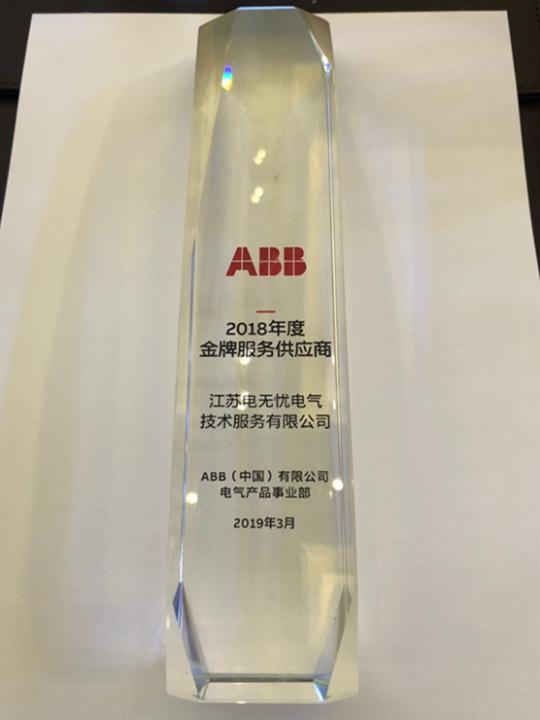 ABB
2018年度
金牌服务供应商
江苏电无忧电气
技术服务有限公司
ABB（中国）有限公司
电气产品事业部
2019年3月